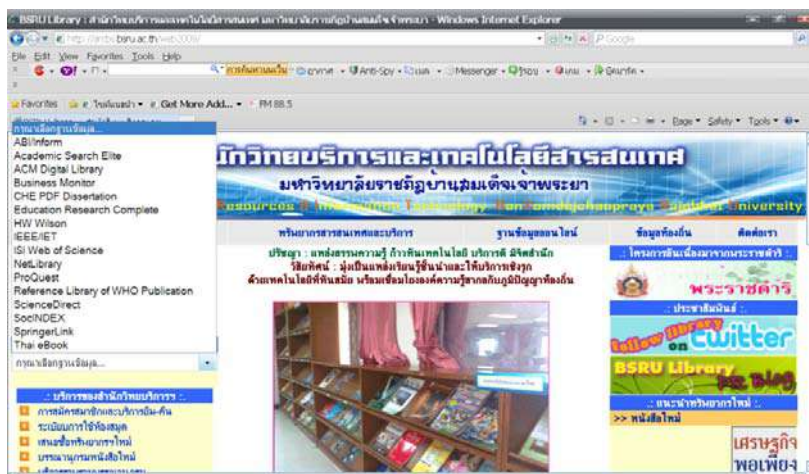 BSRU Library : สำนักวิทยบริการและเทคโนโลยีสารสนเทศ มหาวิทยาลัยราชภัฏบ้านสมเด็จเจ้าพระยา - Windows Internet Explorer
Google
File Edit View Favorites Tools Help
การค้นหาบนเว็บ
Anti-Spy
Messenger
Favorites
Get More Add...
FM 88.5
Page Safety Tools
กรุณาเลือกฐานข้อมูล...
ABI/Inform
Academic Search Elite
ACM Digital Library
Business Monitor
CHE PDF Dissertation
Education Research Complete
HW Wilson
IEEE/IET
ISI Web of Science
NetLibrary
ProQuest
Reference Library of WHO Publication
ScienceDirect
SocINDEX
SpringerLink
Thai eBook
กรุณาเลือกฐานข้อมูล...
นักวิทยบริการและเทคโนโลยีสารสนเทศ
มหาวิทยาลัยราชภัฏบ้านสมเด็จเจ้าพระยา
ทรัพยากรสารสนเทศและบริการ
ฐานข้อมูลออนไลน์
ข้อมูลท้องถิ่น
ติดต่อเรา
ปรัชญา : แหล่งสรรพความรู้ ก้าวทันเทคโนโลยี บริการดี มีจิตสำนึก
วิสัยทัศน์ : มุ่งเป็นแหล่งเรียนรู้ชั้นนำและให้บริการเชิงรุก
ด้วยเทคโนโลยีที่ทันสมัย พร้อมเชื่อมโยงองค์ความรู้สากลกับภูมิปัญญาท้องถิ่น
.: โครงการอันเนื่องมาจากพระราชดำริ :.
พระราชดำริ
.: ประชาสัมพันธ์ :.
Follow Library on twitter
BSRU Library
Blog
.: แนะนำทรัพยากรใหม่ :.
>> หนังสือใหม่
เศรษฐกิจ
พอเพียง
.: บริการของสำนักวิทยบริการฯ :.
การสมัครสมาชิกและบริการยืม-คืน
ระเบียบการใช้ห้องสมุด
เสนอซื้อทรัพยากรฯใหม่
บรรณานุกรมหนังสือใหม่